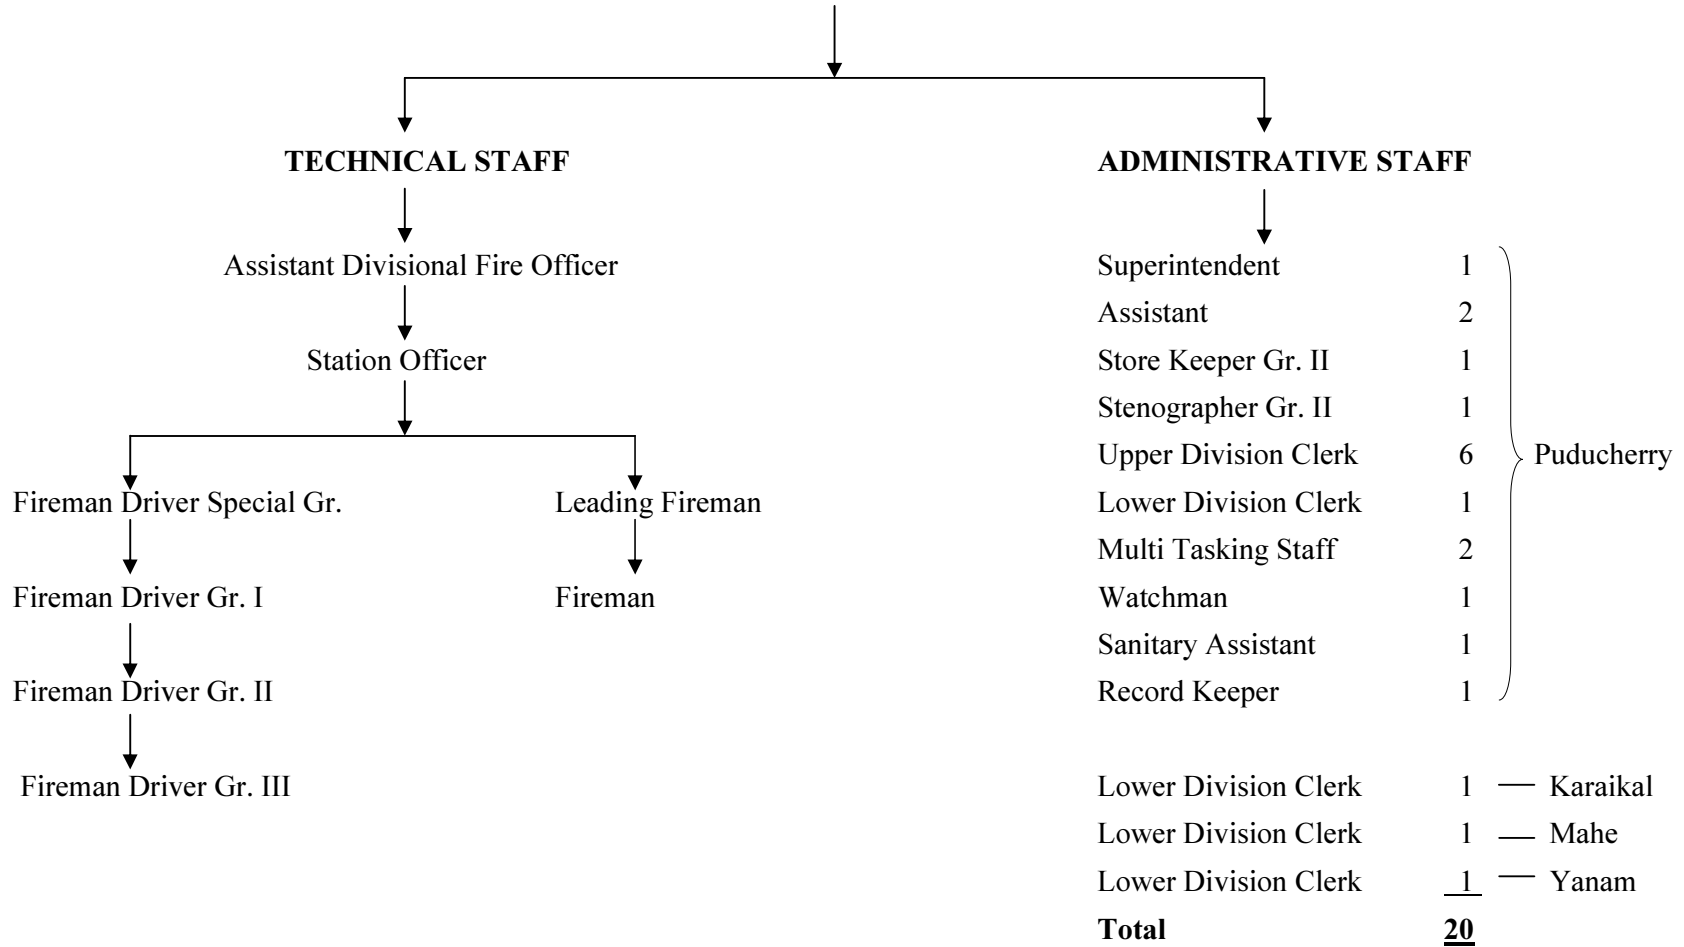 TECHNICAL STAFF
Assistant Divisional Fire Officer
Station Officer
Fireman Driver Special Gr.
Fireman Driver Gr. I
Fireman Driver Gr. II
Fireman Driver Gr. III
Leading Fireman
Fireman
ADMINISTRATIVE STAFF
Superintendent 1
Assistant 2
Store Keeper Gr. II 1
Stenographer Gr. II 1
Upper Division Clerk 6
Lower Division Clerk 1
Multi Tasking Staff 2
Watchman 1
Sanitary Assistant 1
Record Keeper 1
Puducherry
Lower Division Clerk 1 — Karaikal
Lower Division Clerk 1 — Mahe
Lower Division Clerk 1 — Yanam
Total 20